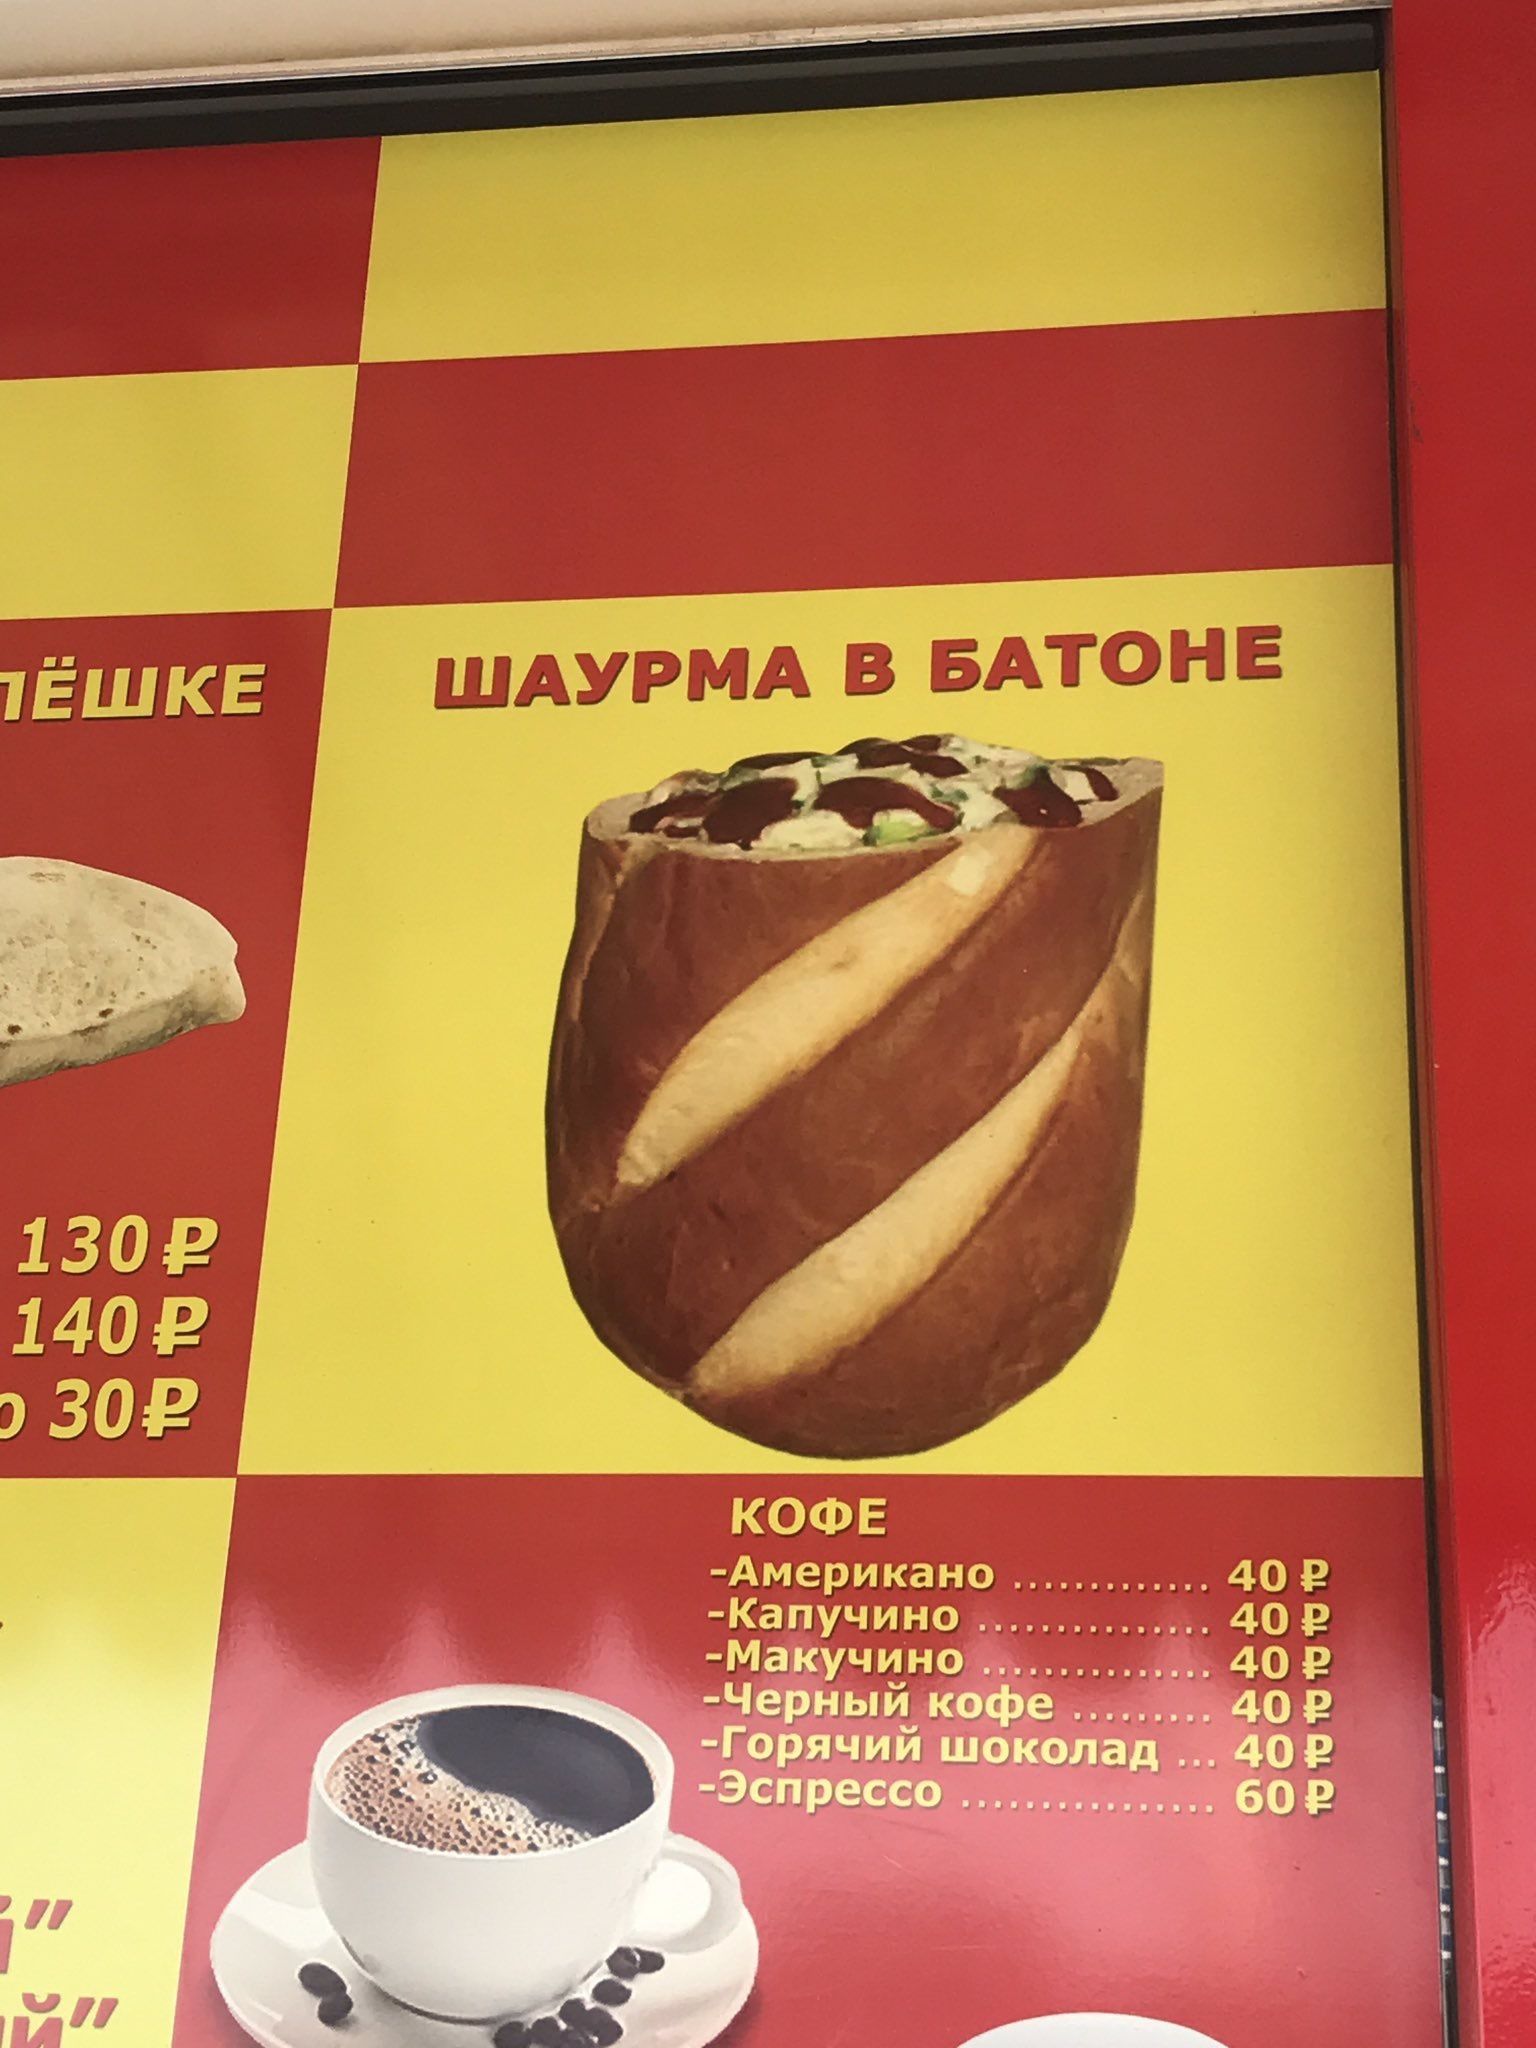 ШАУРМА В БАТОНЕ
130 ₽
140 ₽
30 ₽
КОФЕ
-Американо ............. 40 ₽
-Капучино ............... 40 ₽
-Макучино ............... 40 ₽
-Черный кофе ......... 40 ₽
-Горячий шоколад ... 40 ₽
-Эспрессо ................ 60 ₽